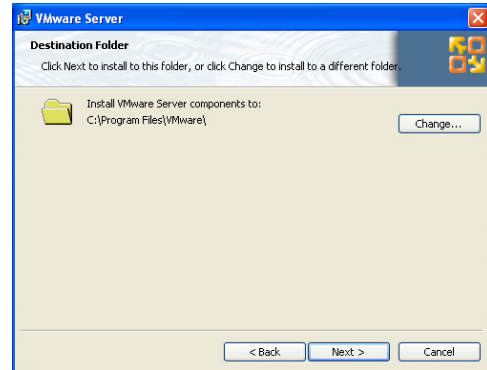 VMware Server
Destination Folder
Click Next to install to this folder, or click Change to install to a different folder.
Install VMware Server components to:
C:\Program Files\VMware\
Change...
< Back
Next >
Cancel